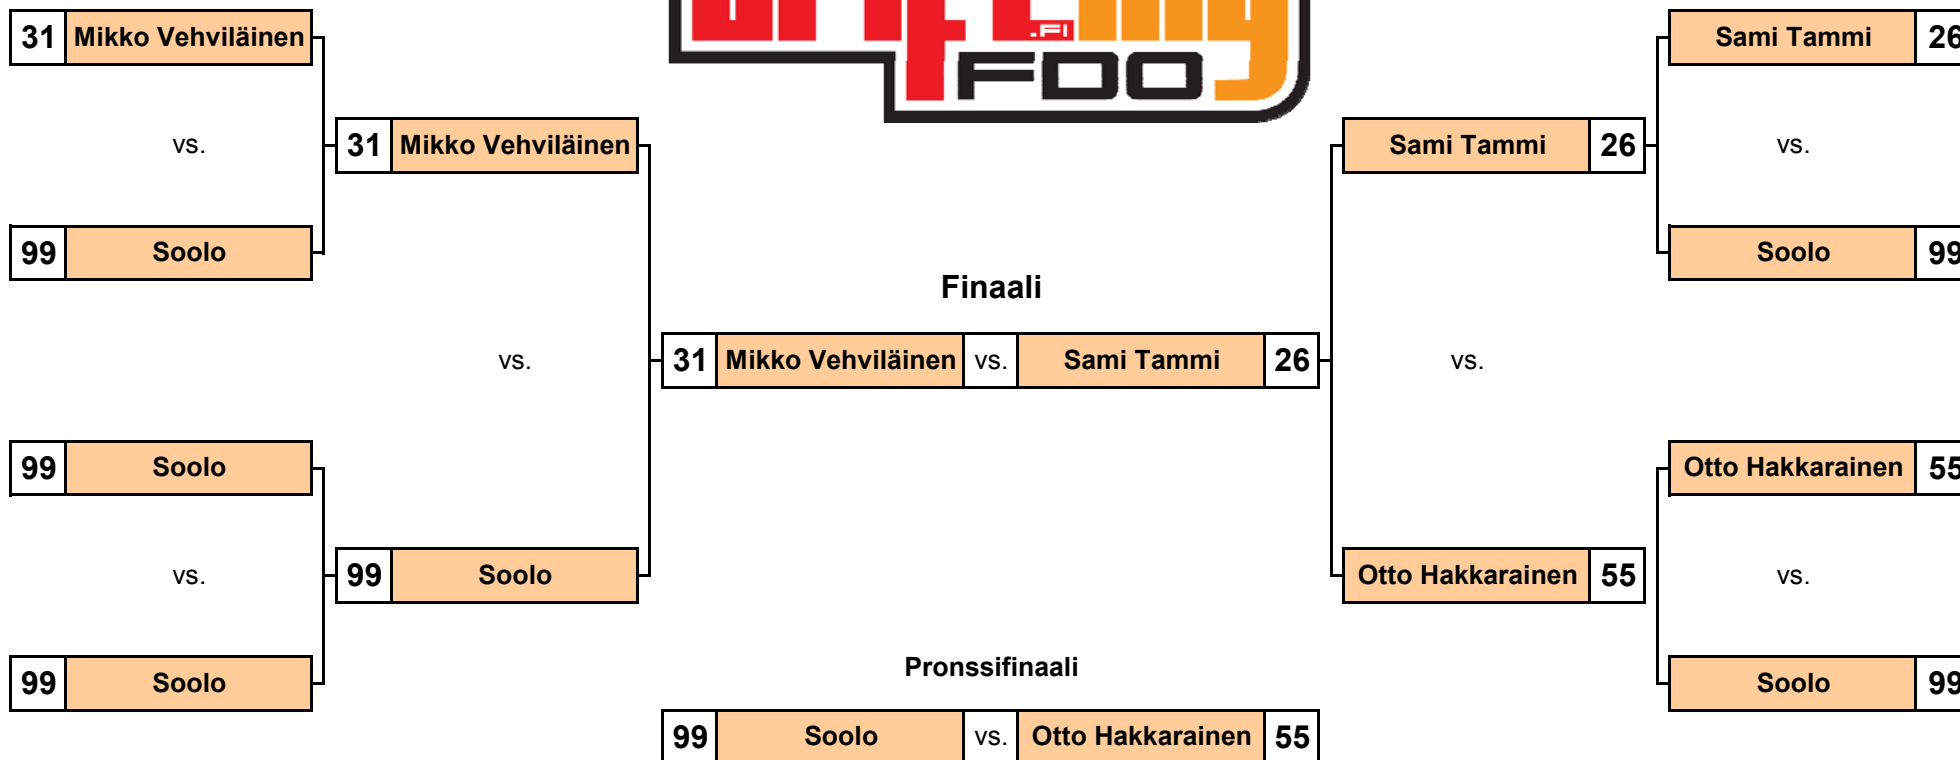 .FI
FDO
31 Mikko Vehviläinen
vs.
99 Soolo
31 Mikko Vehviläinen
vs.
99 Soolo
vs.
99 Soolo
99 Soolo
Finaali
31 Mikko Vehviläinen vs. Sami Tammi 26
Pronssifinaali
99 Soolo vs. Otto Hakkarainen 55
Sami Tammi 26
vs.
Otto Hakkarainen 55
Sami Tammi 26
vs.
Soolo 99
Otto Hakkarainen 55
vs.
Soolo 99